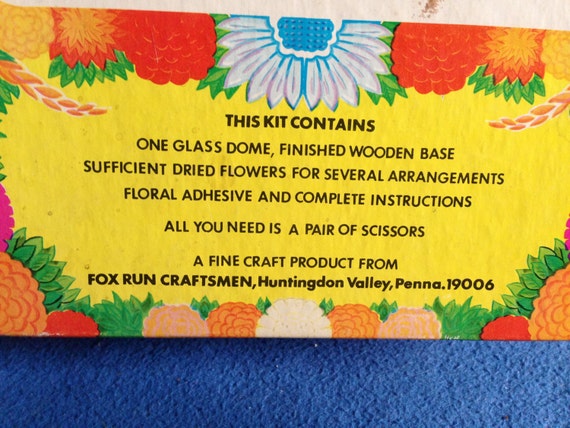 THIS KIT CONTAINS
ONE GLASS DOME, FINISHED WOODEN BASE
SUFFICIENT DRIED FLOWERS FOR SEVERAL ARRANGEMENTS
FLORAL ADHESIVE AND COMPLETE INSTRUCTIONS
ALL YOU NEED IS A PAIR OF SCISSORS
A FINE CRAFT PRODUCT FROM
FOX RUN CRAFTSMEN, Huntingdon Valley, Penna. 19006